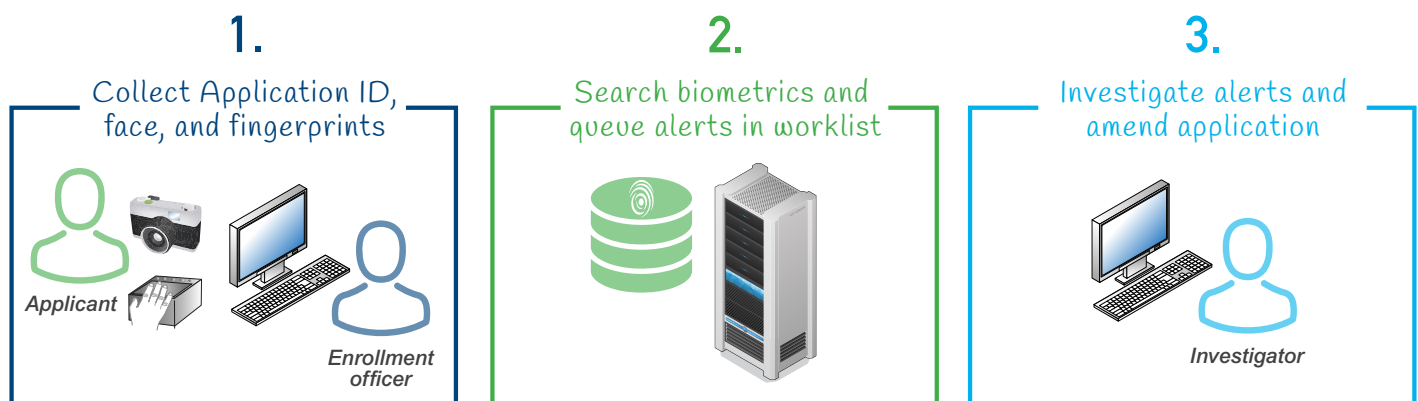 1.
Collect Application ID,
face, and fingerprints
Applicant
Enrollment
officer
2.
Search biometrics and
queue alerts in worklist
3.
Investigate alerts and
amend application
Investigator